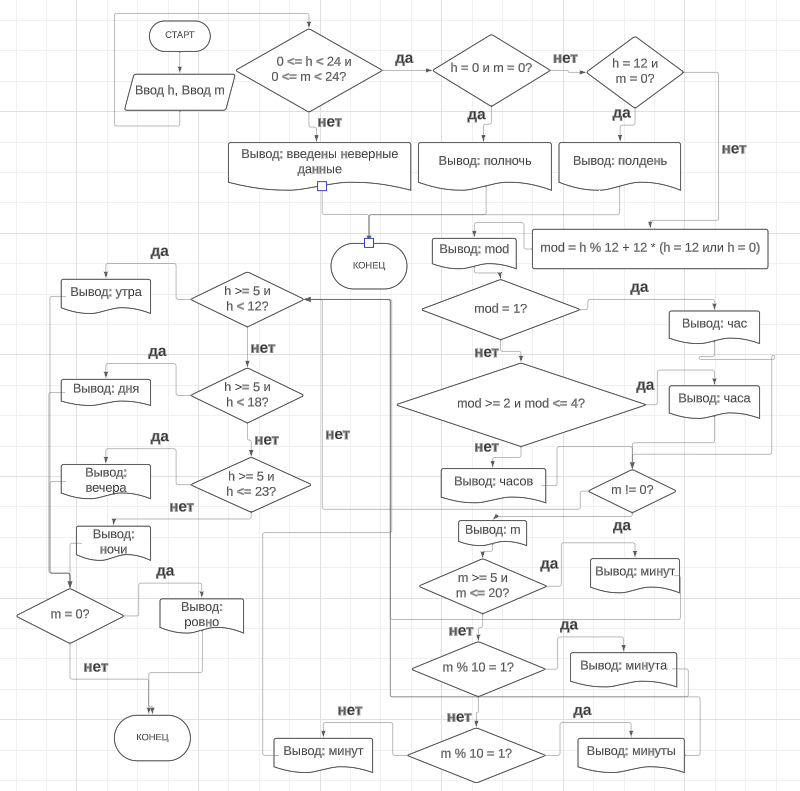 СТАРТ
Ввод h, Ввод m
0 <= h < 24 и
0 <= m < 24?
да
h = 0 и m = 0?
нет
h = 12 и
m = 0?
нет
да
да
нет
Вывод: введены неверные
данные
Вывод: полночь
Вывод: полдень
КОНЕЦ
Вывод: mod
mod = h % 12 + 12 * (h = 12 или h = 0)
да
Вывод: утра
h >= 5 и
h < 12?
mod = 1?
да
Вывод: час
нет
нет
да
Вывод: дня
h >= 5 и
h < 18?
mod >= 2 и mod <= 4?
да
Вывод: часа
да
нет
нет
нет
Вывод:
вечера
h >= 5 и
h <= 23?
Вывод: часов
m != 0?
нет
Вывод: m
да
Вывод:
ночи
да
m >= 5 и
m <= 20?
да
Вывод: минут
m = 0?
Вывод:
ровно
нет
да
нет
m % 10 = 1?
Вывод: минута
нет
нет
да
КОНЕЦ
Вывод: минут
m % 10 = 1?
Вывод: минуты